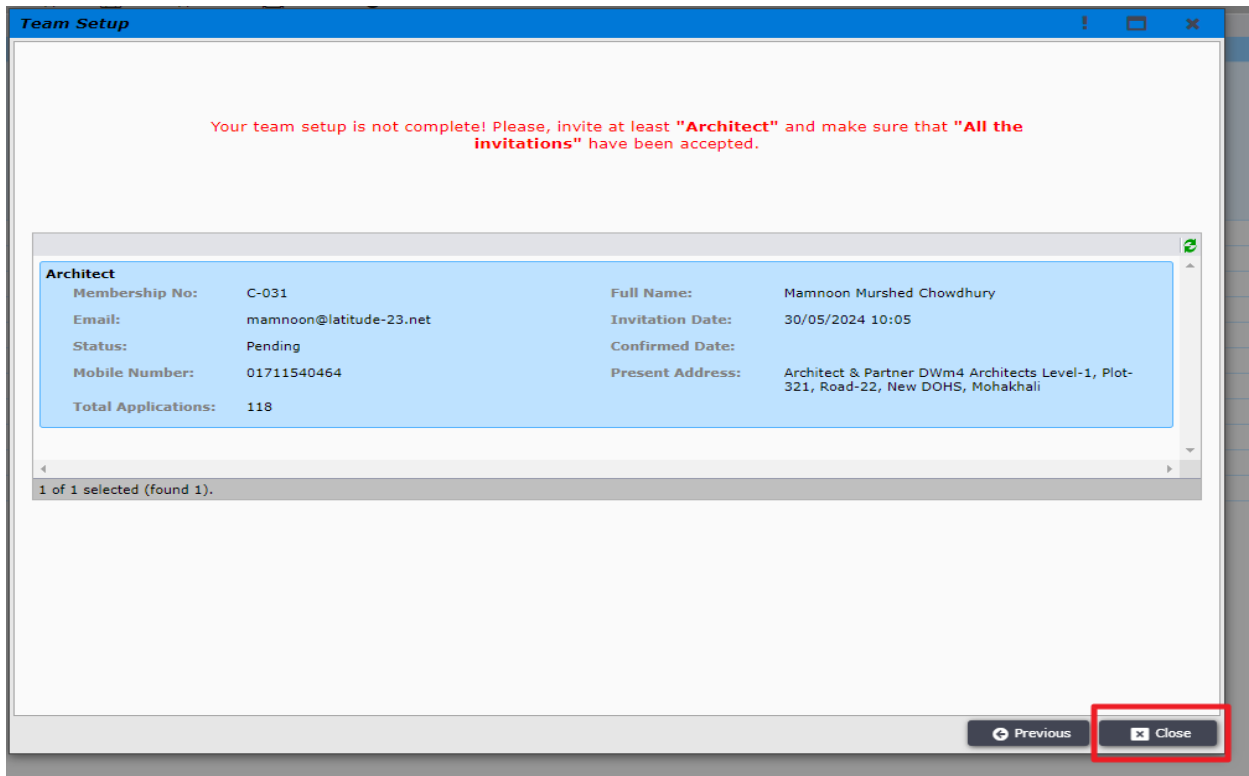 Team Setup
Your team setup is not complete! Please, invite at least "Architect" and make sure that "All the
invitations" have been accepted.
Architect
Membership No: C-031 Full Name: Mamnoon Murshed Chowdhury
Email: mamnoon@latitude-23.net Invitation Date: 30/05/2024 10:05
Status: Pending Confirmed Date:
Mobile Number: 01711540464 Present Address: Architect & Partner DWm4 Architects Level-1, Plot-
321, Road-22, New DOHS, Mohakhali
Total Applications: 118
1 of 1 selected (found 1).
Previous Close